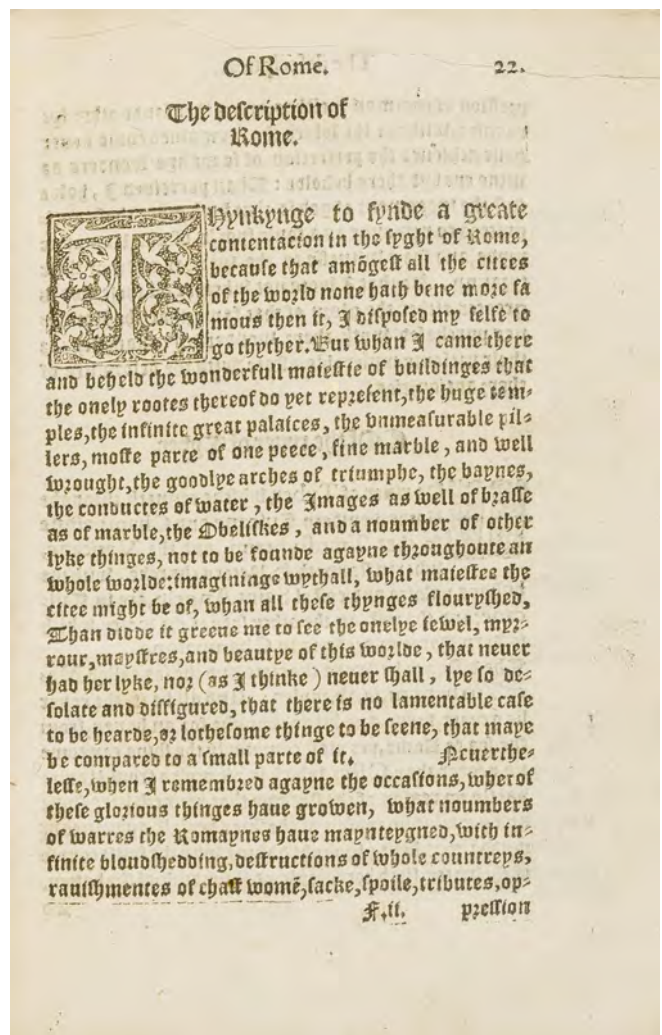 Of Rome. 22.
The deſcription of
Rome.
THynkynge to fynde a greate
contentacion in the ſyght of Rome,
becauſe that amõgeſt all the citees
of the world none hath bene more fa
mous then it, I diſpoſed my ſelfe to
go thyther. But whan I came there
and beheld the wonderfull maieſtie of buildinges that
the onely rootes thereof do yet repreſent, the huge tem-
ples, the infinite great palaices, the vnmeaſurable pil-
lers, moſte parte of one peece, fine marble, and well
wrought, the goodlye arches of triumphe, the baynes,
the conductes of water, the Images as well of braſſe
as of marble, the Obeliſkes, and a noumber of other
lyke thinges, not to be founde agayne throughoute an
whole worlde: imagininge wythall, what maieſtee the
citee might be of, whan all theſe thynges flouryſhed,
Than didde it greene me to ſee the onelye iewel, myr-
rour, mayſtres, and beautye of this worlde, that neuer
had her lyke, nor (as I thinke) neuer ſhall, lye ſo de-
ſolate and diſfigured, that there is no lamentable caſe
to be hearde, or lotheſome thinge to be ſeene, that maye
be compared to a ſmall parte of it. Neuerthe-
leſſe, when I remembred agayne the occaſions, wherof
theſe glorious thinges haue growen, what noumbers
of warres the Romaynes haue maynteygned, with in-
finite bloudſhedding, deſtructions of whole countreys,
rauiſhmentes of chaſt womẽ, ſacke, ſpoile, tributes, op-
F.ii. preſſion